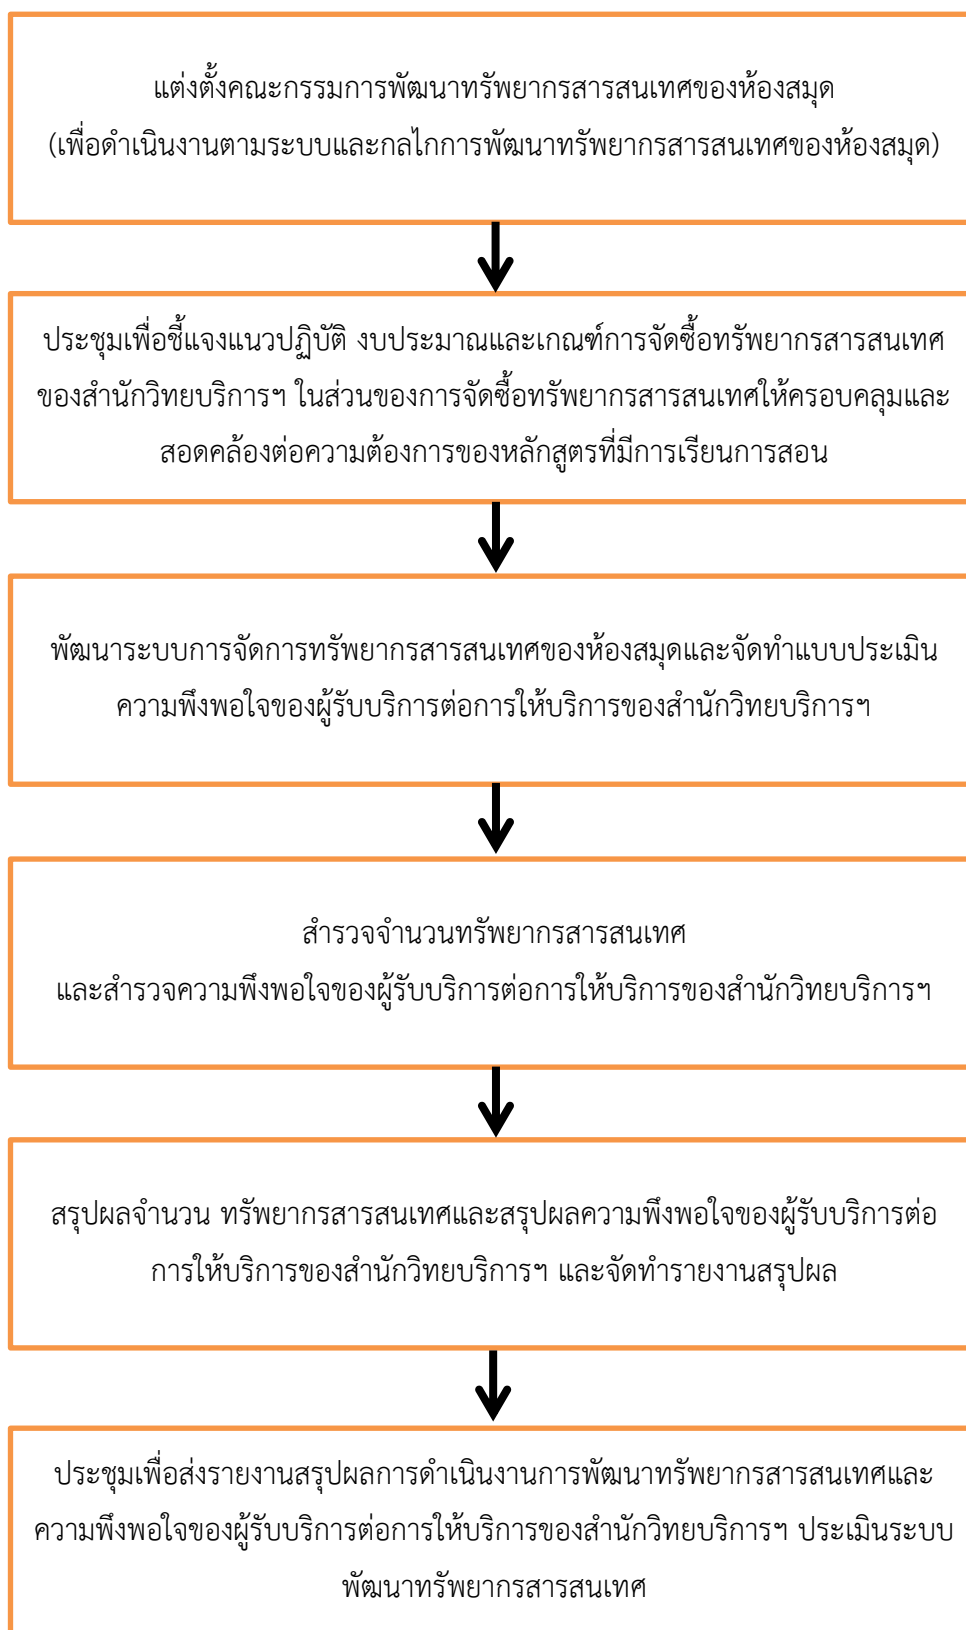 แต่งตั้งคณะกรรมการพัฒนาทรัพยากรสารสนเทศของห้องสมุด
(เพื่อดำเนินงานตามระบบและกลไกการพัฒนาทรัพยากรสารสนเทศของห้องสมุด)
ประชุมเพื่อชี้แจงแนวปฏิบัติ งบประมาณและเกณฑ์การจัดซื้อทรัพยากรสารสนเทศ
ของสำนักวิทยบริการฯ ในส่วนของการจัดซื้อทรัพยากรสารสนเทศให้ครอบคลุมและ
สอดคล้องต่อความต้องการของหลักสูตรที่มีการเรียนการสอน
พัฒนาระบบการจัดการทรัพยากรสารสนเทศของห้องสมุดและจัดทำแบบประเมิน
ความพึงพอใจของผู้รับบริการต่อการให้บริการของสำนักวิทยบริการฯ
สำรวจจำนวนทรัพยากรสารสนเทศ
และสำรวจความพึงพอใจของผู้รับบริการต่อการให้บริการของสำนักวิทยบริการฯ
สรุปผลจำนวน ทรัพยากรสารสนเทศและสรุปผลความพึงพอใจของผู้รับบริการต่อ
การให้บริการของสำนักวิทยบริการฯ และจัดทำรายงานสรุปผล
ประชุมเพื่อส่งรายงานสรุปผลการดำเนินงานการพัฒนาทรัพยากรสารสนเทศและ
ความพึงพอใจของผู้รับบริการต่อการให้บริการของสำนักวิทยบริการฯ ประเมินระบบ
พัฒนาทรัพยากรสารสนเทศ